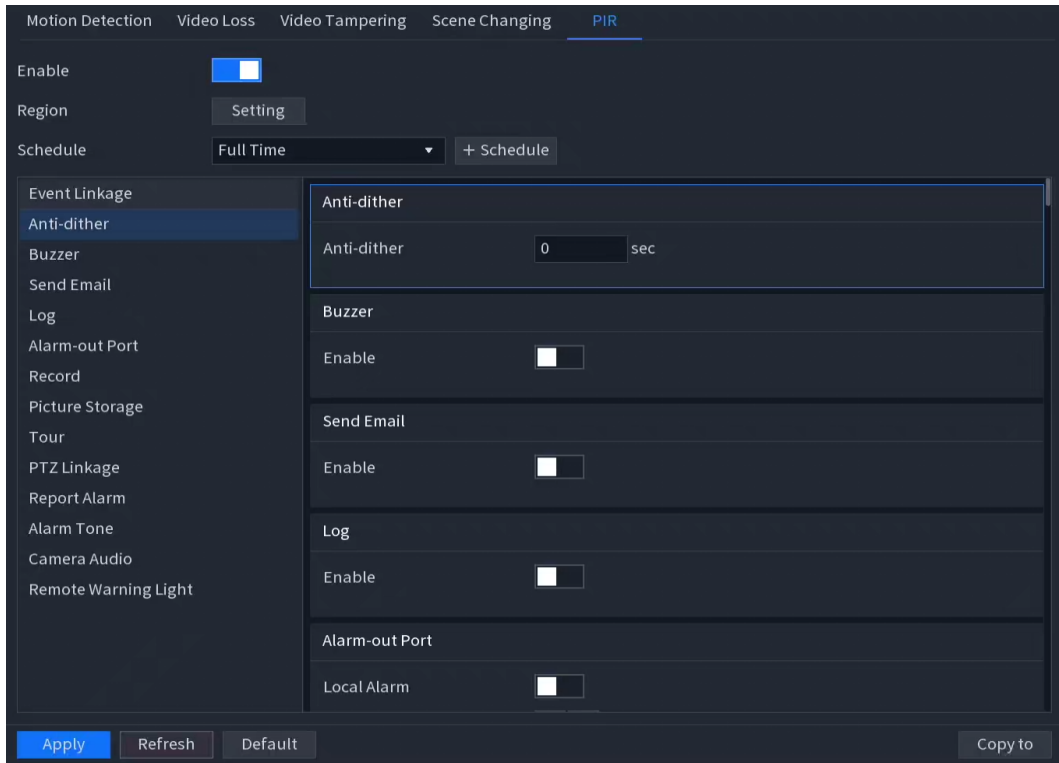 Motion Detection Video Loss Video Tampering Scene Changing PIR
Enable
Region Setting
Schedule Full Time + Schedule
Event Linkage
Anti-dither
Buzzer
Send Email
Log
Alarm-out Port
Record
Picture Storage
Tour
PTZ Linkage
Report Alarm
Alarm Tone
Camera Audio
Remote Warning Light
Anti-dither
Anti-dither 0 sec
Buzzer
Enable
Send Email
Enable
Log
Enable
Alarm-out Port
Local Alarm
Apply Refresh Default Copy to